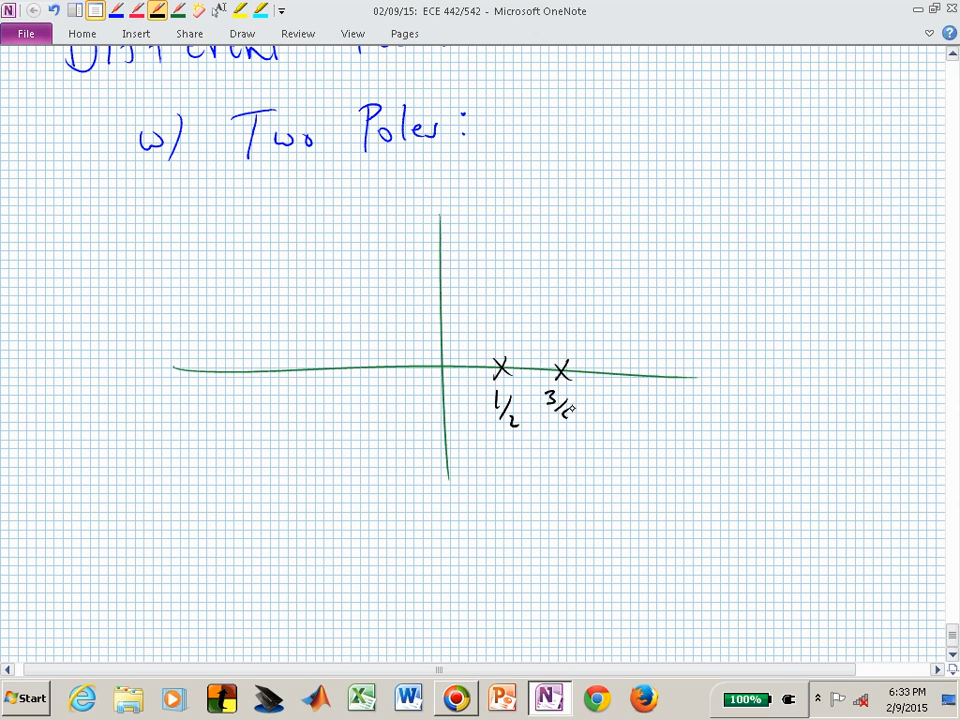 02/09/15: ECE 442/542 - Microsoft OneNote
File Home Insert Share Draw Review View Pages
Different
w/ Two Poles:
1/2
Start 100% 6:33 PM
2/9/2015